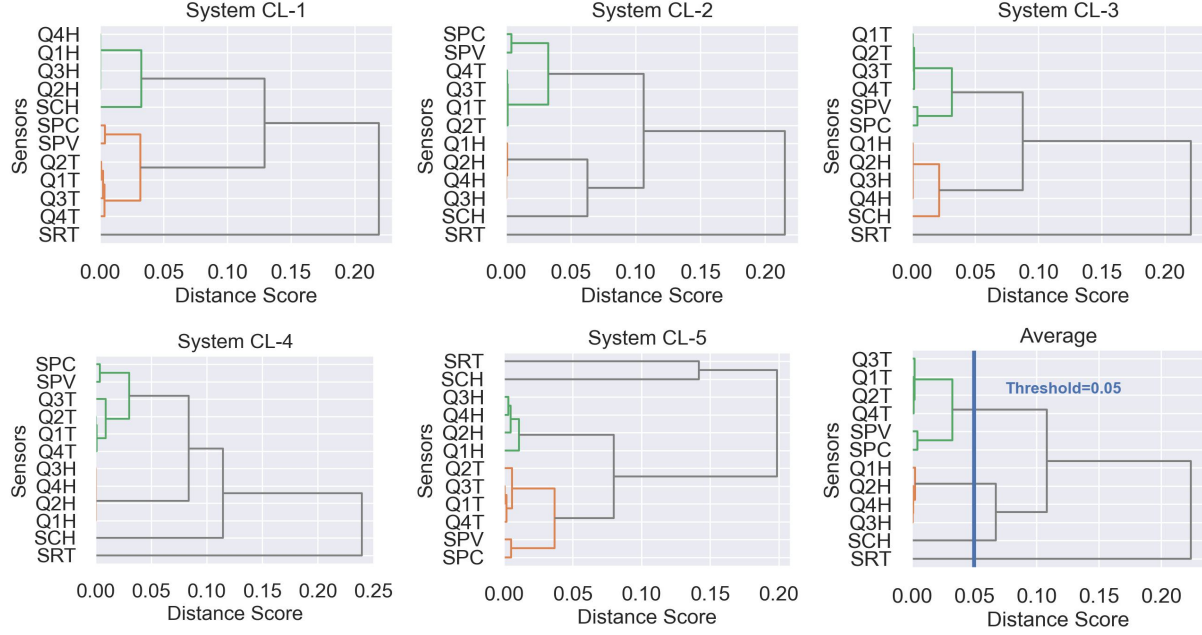 System CL-1
Q4H
Q1H
Q3H
Q2H
SCH
SPC
SPV
Q2T
Q1T
Q3T
Q4T
SRT
Sensors
0.00 0.05 0.10 0.15 0.20
Distance Score
System CL-2
SPC
SPV
Q4T
Q3T
Q1T
Q2T
Q1H
Q2H
Q4H
Q3H
SCH
SRT
Sensors
0.00 0.05 0.10 0.15 0.20
Distance Score
System CL-3
Q1T
Q2T
Q3T
Q4T
SPV
SPC
Q1H
Q2H
Q3H
Q4H
SCH
SRT
Sensors
0.00 0.05 0.10 0.15 0.20
Distance Score
System CL-4
SPC
SPV
Q3T
Q2T
Q1T
Q4T
Q3H
Q4H
Q2H
Q1H
SCH
SRT
Sensors
0.00 0.05 0.10 0.15 0.20 0.25
Distance Score
System CL-5
SRT
SCH
Q3H
Q4H
Q2H
Q1H
Q2T
Q3T
Q1T
Q4T
SPV
SPC
Sensors
0.00 0.05 0.10 0.15 0.20
Distance Score
Average
Q3T
Q1T
Q2T
Q4T
SPV
SPC
Q1H
Q2H
Q4H
Q3H
SCH
SRT
Sensors
Threshold=0.05
0.00 0.05 0.10 0.15 0.20
Distance Score